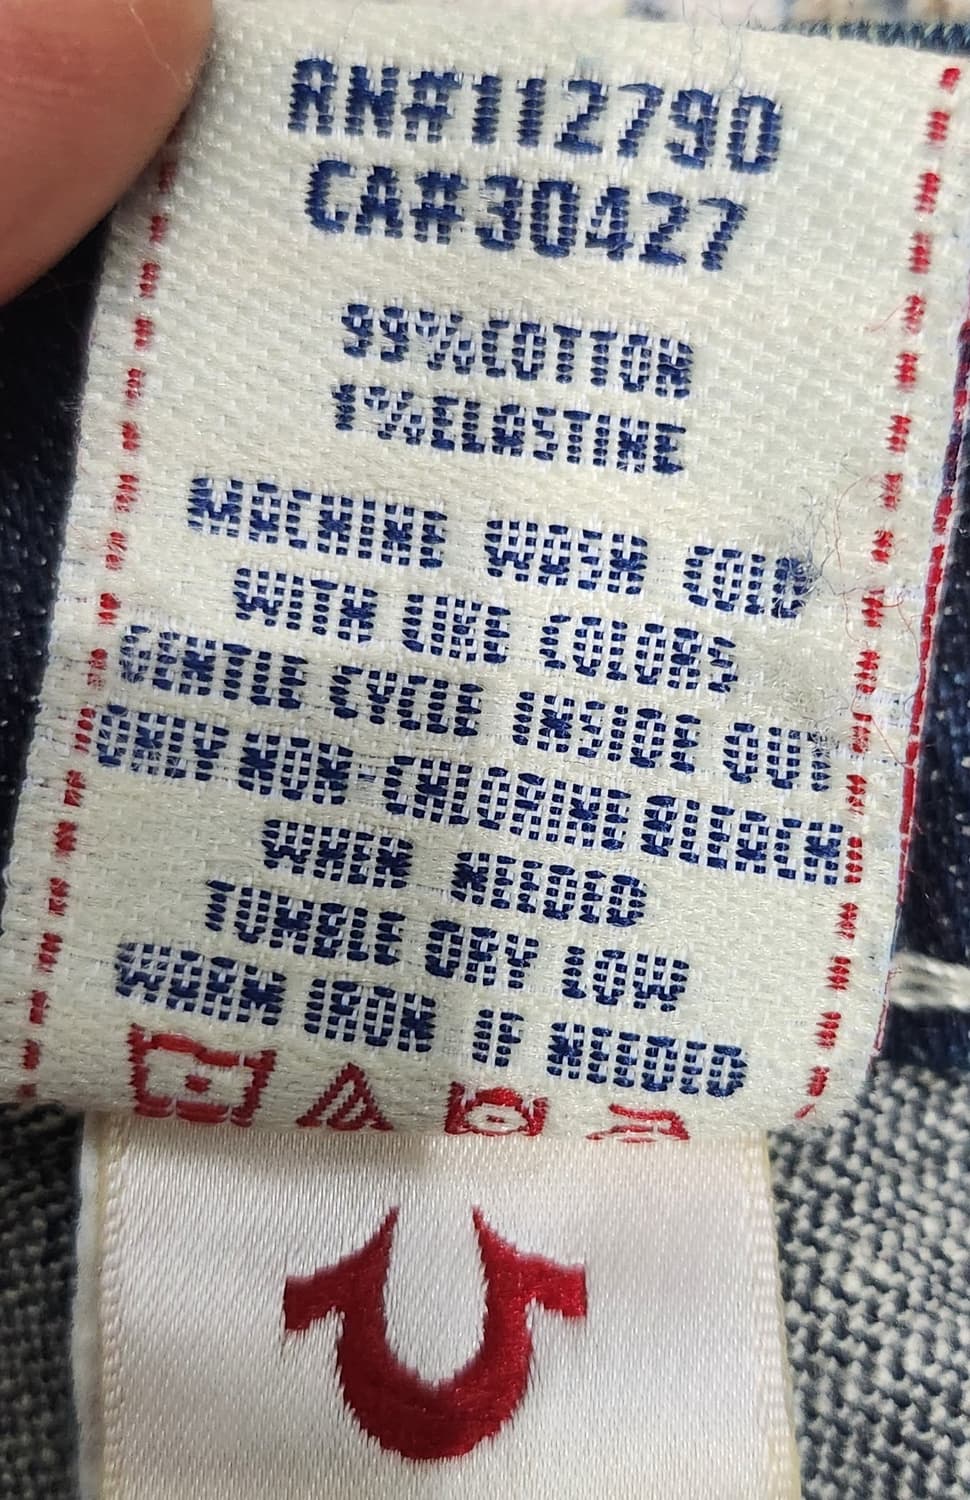 RN#112790
CA#30427
99%COTTON
1%ELASTINE
MACHINE WASH COLD
WITH LIKE COLORS
GENTLE CYCLE INSIDE OUT
ONLY NON-CHLORINE BLEACH
WHEN NEEDED
TUMBLE DRY LOW
WARM IRON IF NEEDED